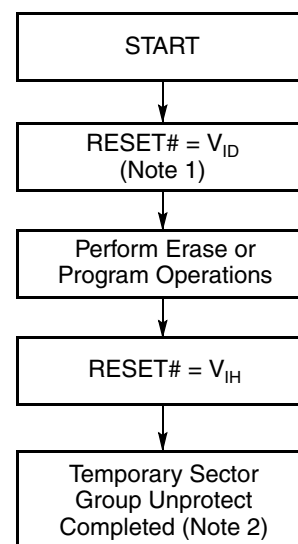 START
RESET# = V_ID
(Note 1)
Perform Erase or
Program Operations
RESET# = V_IH
Temporary Sector
Group Unprotect
Completed (Note 2)